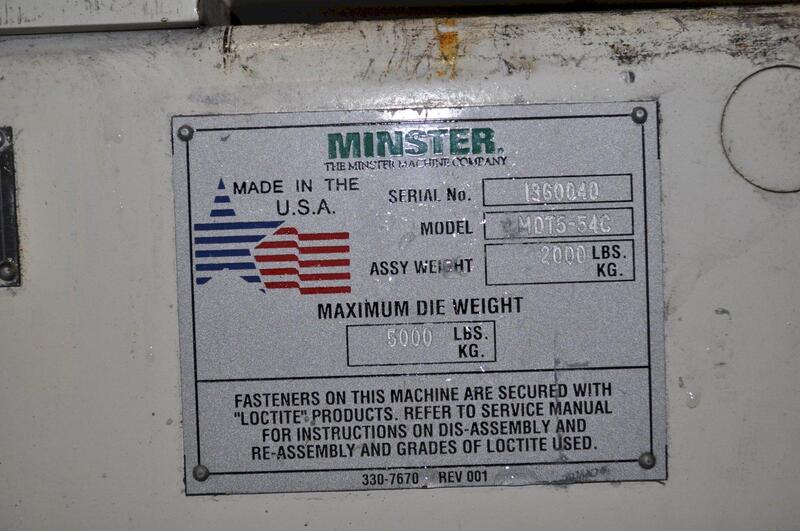 MINSTER®
THE MINSTER MACHINE COMPANY
MADE IN THE
U.S.A.
SERIAL No. 1360040
MODEL MDT6-54C
ASSY WEIGHT 2000 LBS.
KG.
MAXIMUM DIE WEIGHT
5000 LBS.
KG.
FASTENERS ON THIS MACHINE ARE SECURED WITH
"LOCTITE" PRODUCTS. REFER TO SERVICE MANUAL
FOR INSTRUCTIONS ON DIS-ASSEMBLY AND
RE-ASSEMBLY AND GRADES OF LOCTITE USED.
330-7670 REV 001